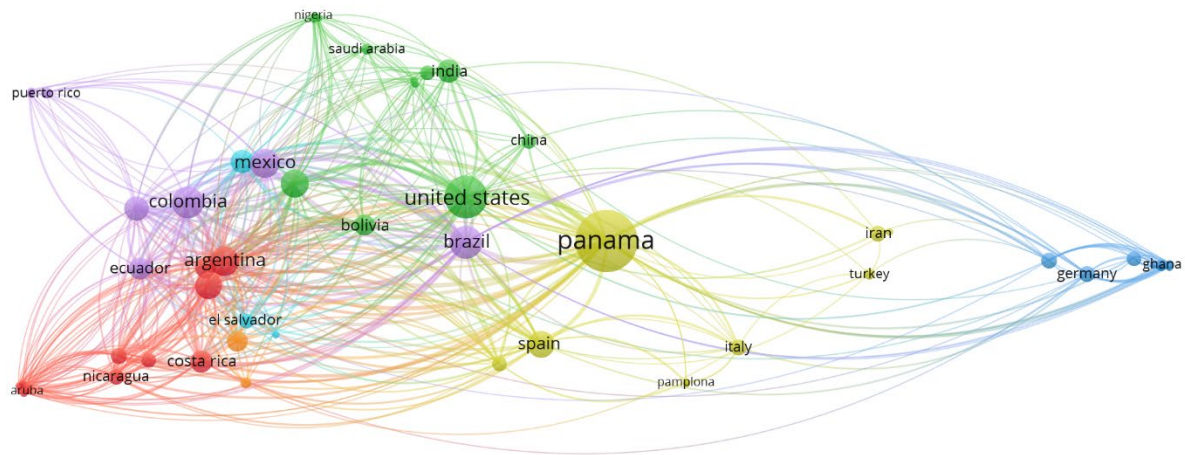 nigeria
saudi arabia
india
puerto rico
china
mexico
colombia
united states
bolivia
brazil
panama
iran
ecuador
argentina
turkey
germany
ghana
el salvador
spain
italy
costa rica
nicaragua
pamplona
aruba